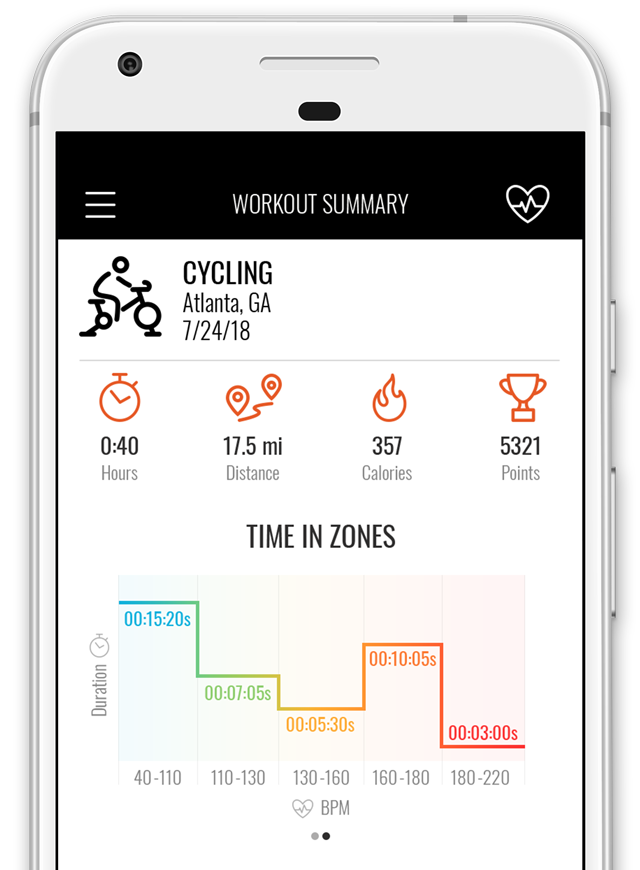 WORKOUT SUMMARY
CYCLING
Atlanta, GA
7/24/18
0:40 17.5 mi 357 5321
Hours Distance Calories Points
TIME IN ZONES
Duration
00:15:20s
00:07:05s
00:05:30s
00:10:05s
00:03:00s
40-110 110-130 130-160 160-180 180-220
BPM